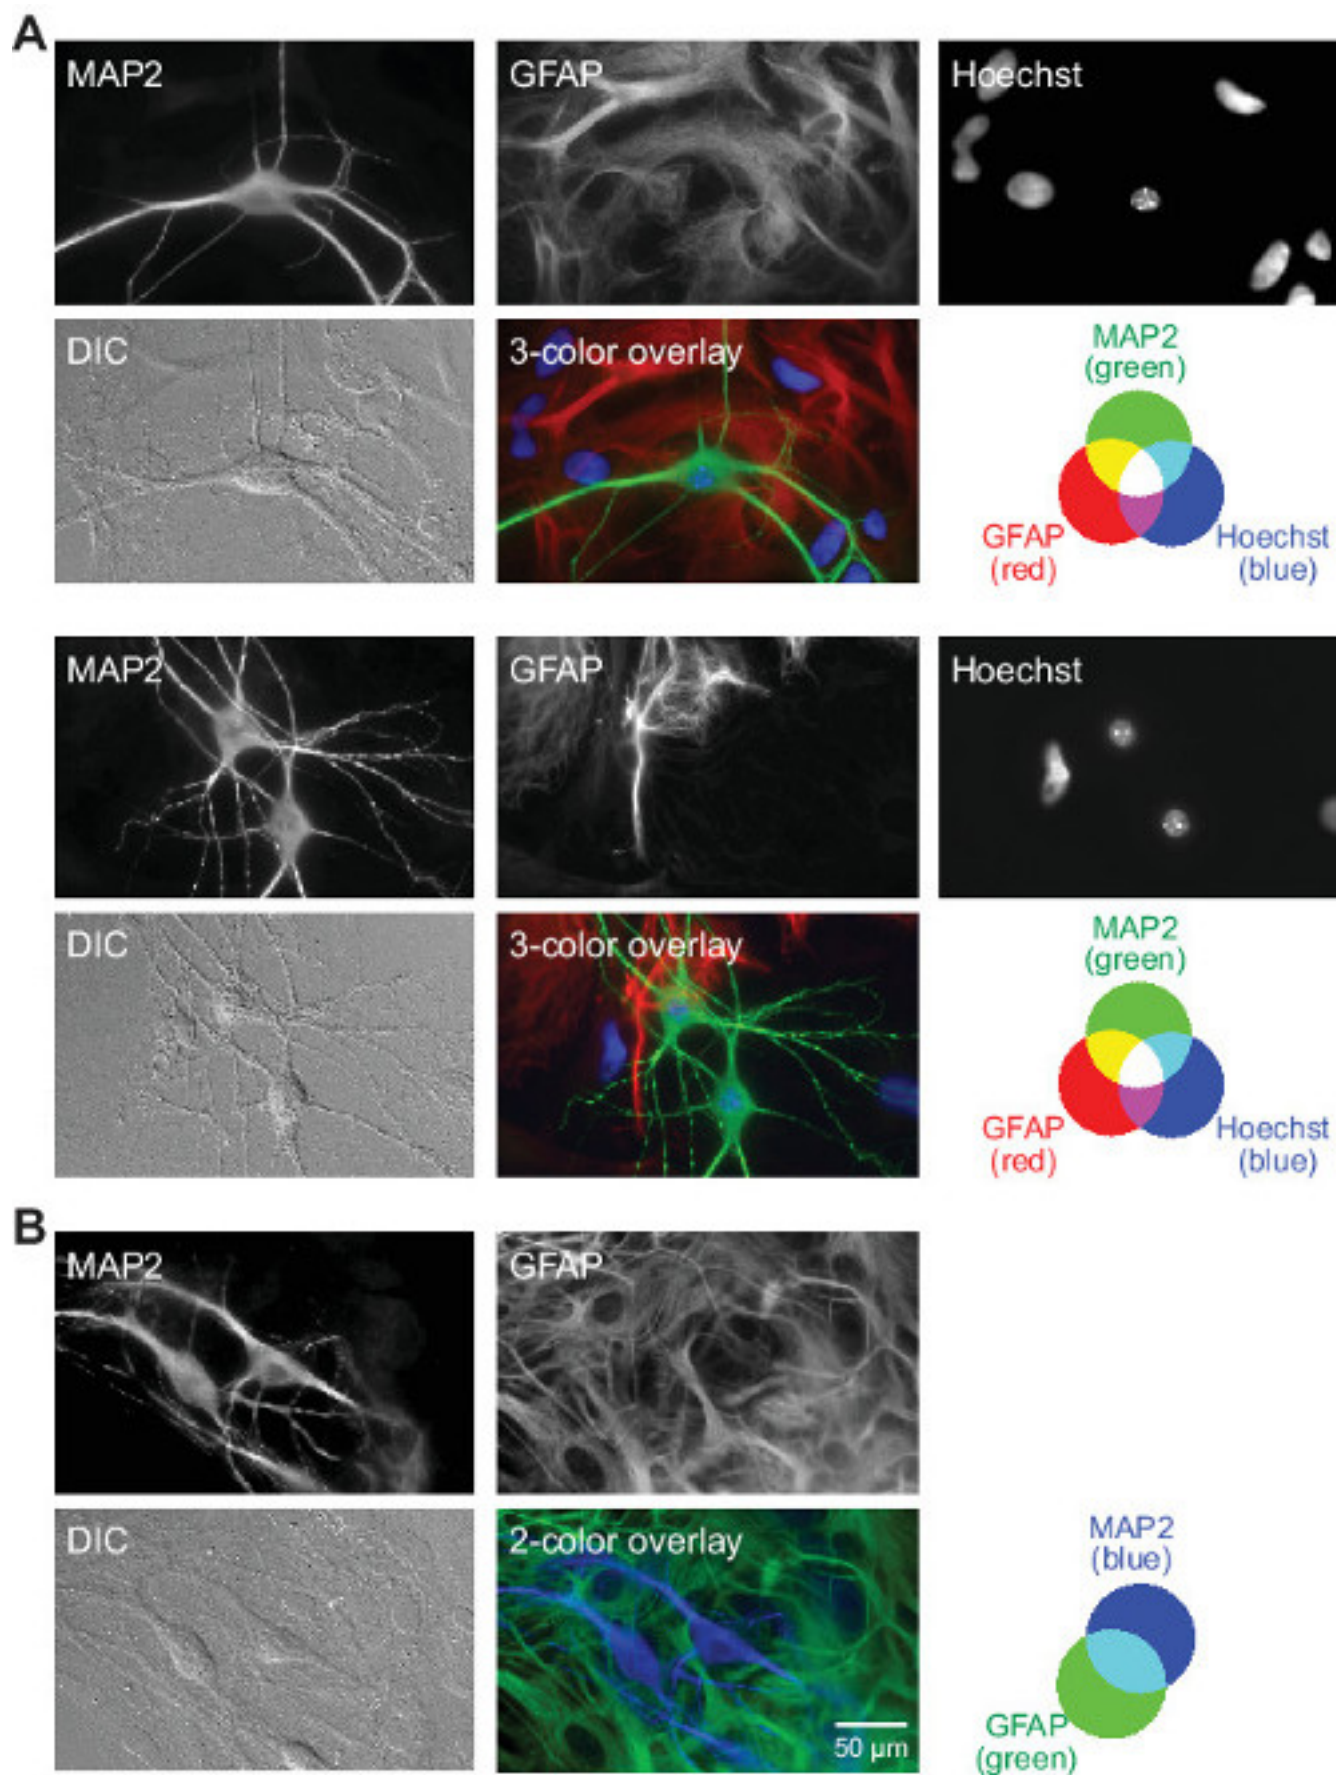 A
MAP2
GFAP
Hoechst
DIC
3-color overlay
MAP2
(green)
GFAP
(red)
Hoechst
(blue)
MAP2
GFAP
Hoechst
DIC
3-color overlay
MAP2
(green)
GFAP
(red)
Hoechst
(blue)
B
MAP2
GFAP
DIC
2-color overlay
50 µm
MAP2
(blue)
GFAP
(green)